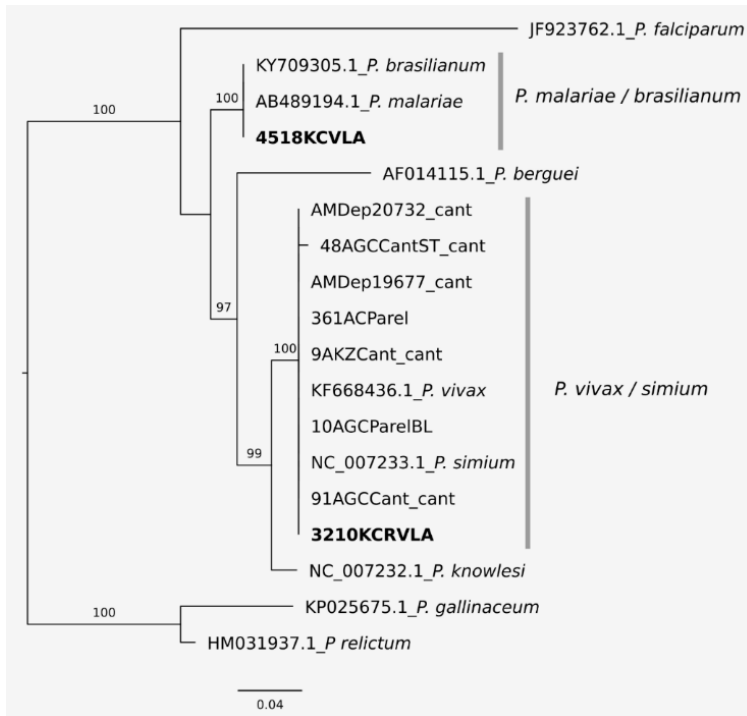 JF923762.1_P. falciparum
100
KY709305.1_P. brasilianum
100
AB489194.1_P. malariae
P. malariae / brasilianum
4518KCVLA
AF014115.1_P. berguei
AMDep20732_cant
48AGCCantST_cant
AMDep19677_cant
97
361ACParel
100
9AKZCant_cant
KF668436.1_P. vivax
P. vivax / simium
10AGCParelBL
99
NC_007233.1_P. simium
91AGCCant_cant
3210KCRVLA
NC_007232.1_P. knowlesi
100
KP025675.1_P. gallinaceum
HM031937.1_P relictum
0.04